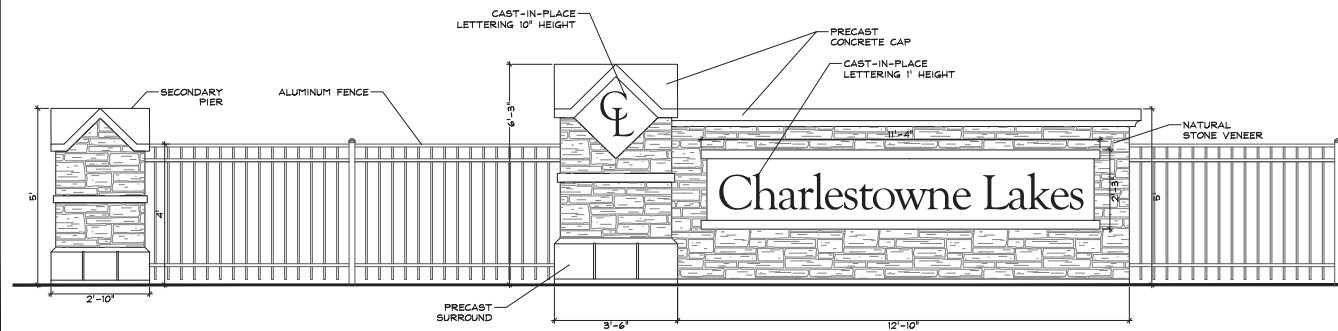 CAST-IN-PLACE
LETTERING 10" HEIGHT
PRECAST
CONCRETE CAP
CAST-IN-PLACE
LETTERING 1' HEIGHT
SECONDARY
PIER
ALUMINUM FENCE
NATURAL
STONE VENEER
6'-3"
CL
11'-4"
5'
4'
Charlestowne Lakes
2'-3"
5'
2'-10"
PRECAST
SURROUND
3'-6"
12'-10"